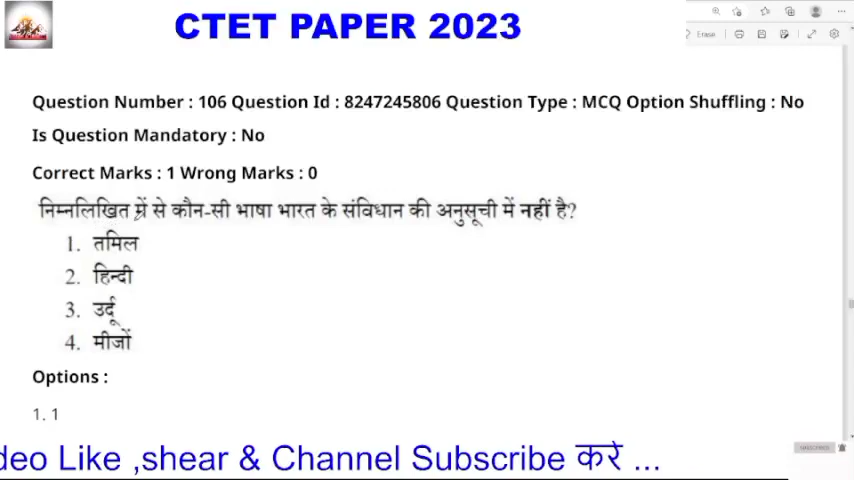 CTET PAPER 2023
Erase
Question Number : 106 Question Id : 8247245806 Question Type : MCQ Option Shuffling : No
Is Question Mandatory : No
Correct Marks : 1 Wrong Marks : 0
निम्नलिखित में से कौन-सी भाषा भारत के संविधान की अनुसूची में नहीं है?
1. तमिल
2. हिन्दी
3. उर्दू
4. मीजों
Options :
1. 1
deo Like ,shear & Channel Subscribe करें ...